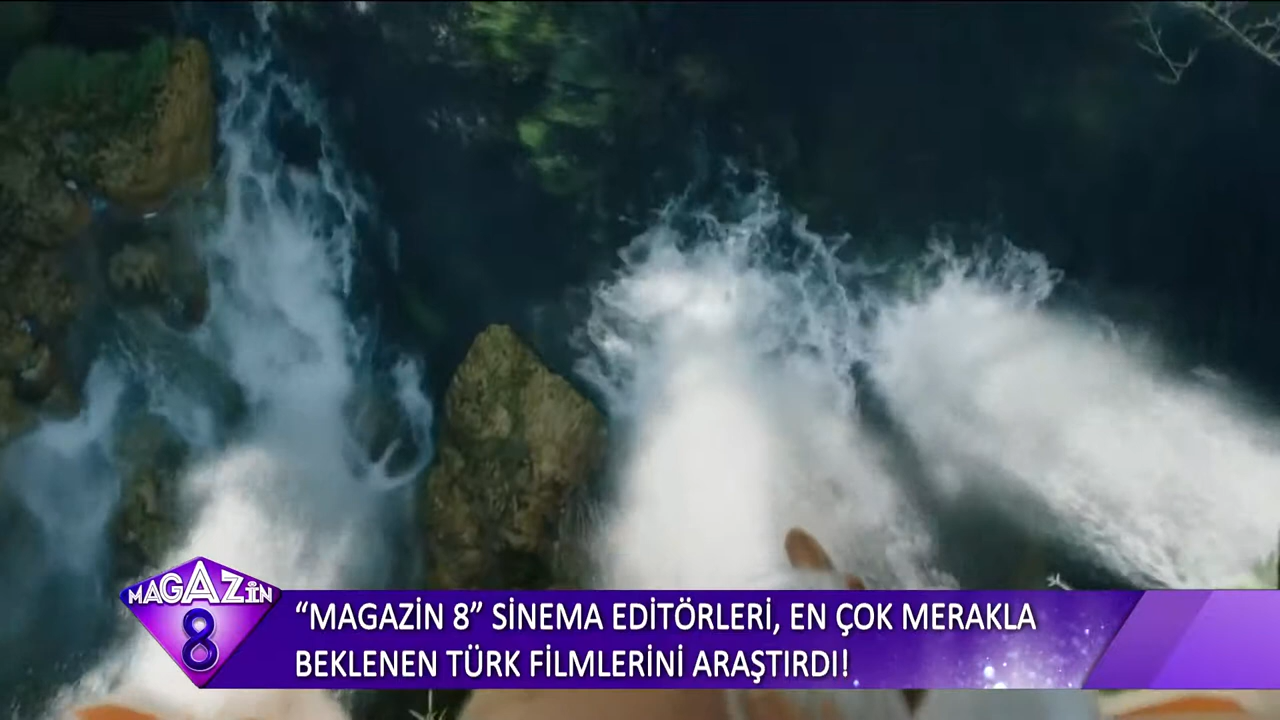 MAGAZİN
8
“MAGAZİN 8” SİNEMA EDİTÖRLERİ, EN ÇOK MERAKLA
BEKLENEN TÜRK FİLMLERİNİ ARAŞTIRDI!